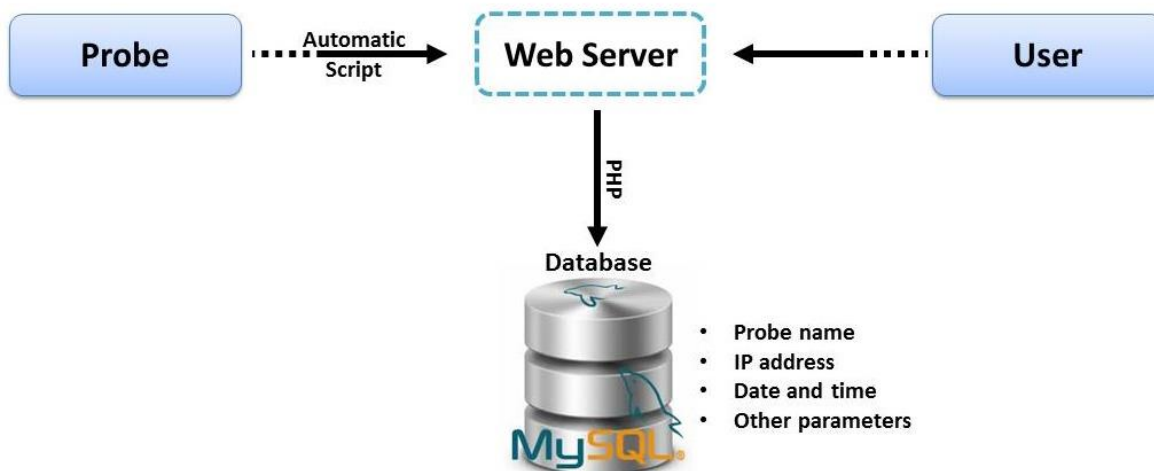 Probe
Automatic
Script
Web Server
User
PHP
Database
• Probe name
• IP address
• Date and time
• Other parameters
MySQL®